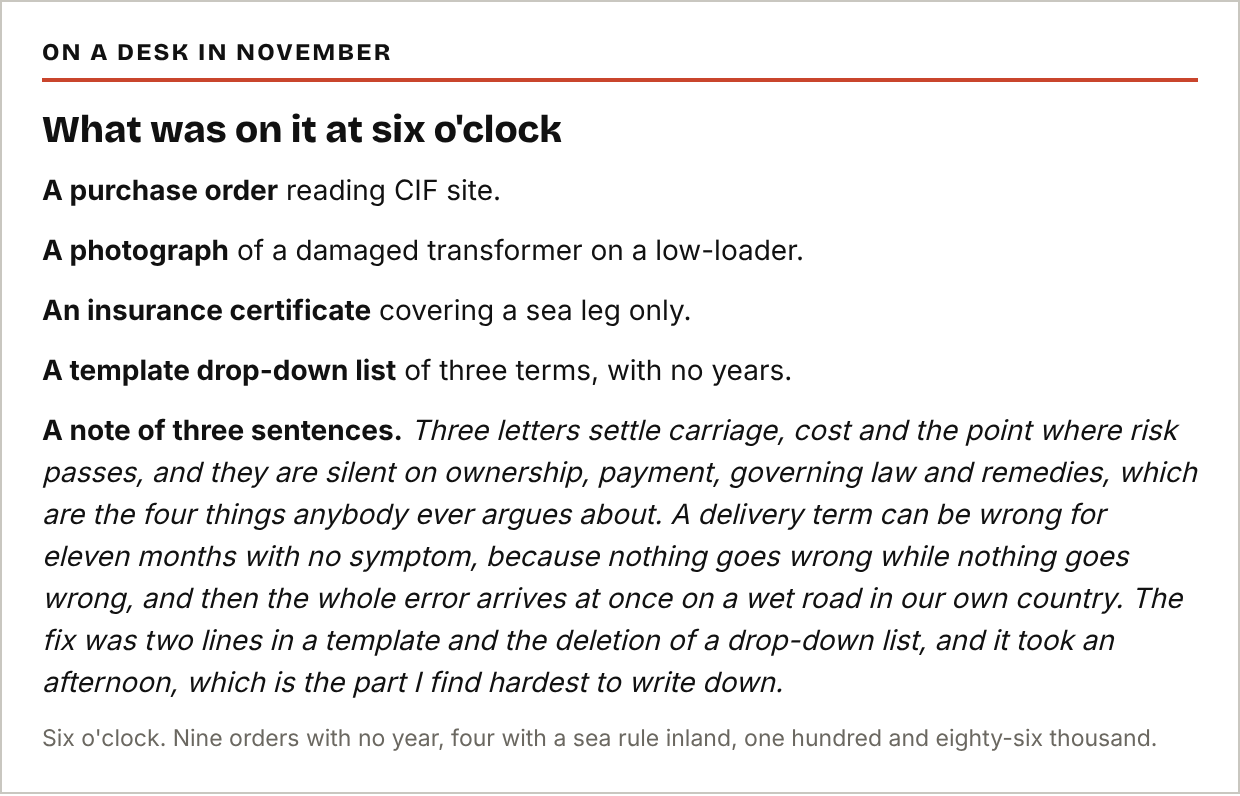 ON A DESK IN NOVEMBER
What was on it at six o'clock
A purchase order reading CIF site.
A photograph of a damaged transformer on a low-loader.
An insurance certificate covering a sea leg only.
A template drop-down list of three terms, with no years.
A note of three sentences. Three letters settle carriage, cost and the point where risk
passes, and they are silent on ownership, payment, governing law and remedies, which
are the four things anybody ever argues about. A delivery term can be wrong for
eleven months with no symptom, because nothing goes wrong while nothing goes
wrong, and then the whole error arrives at once on a wet road in our own country. The
fix was two lines in a template and the deletion of a drop-down list, and it took an
afternoon, which is the part I find hardest to write down.
Six o'clock. Nine orders with no year, four with a sea rule inland, one hundred and eighty-six thousand.